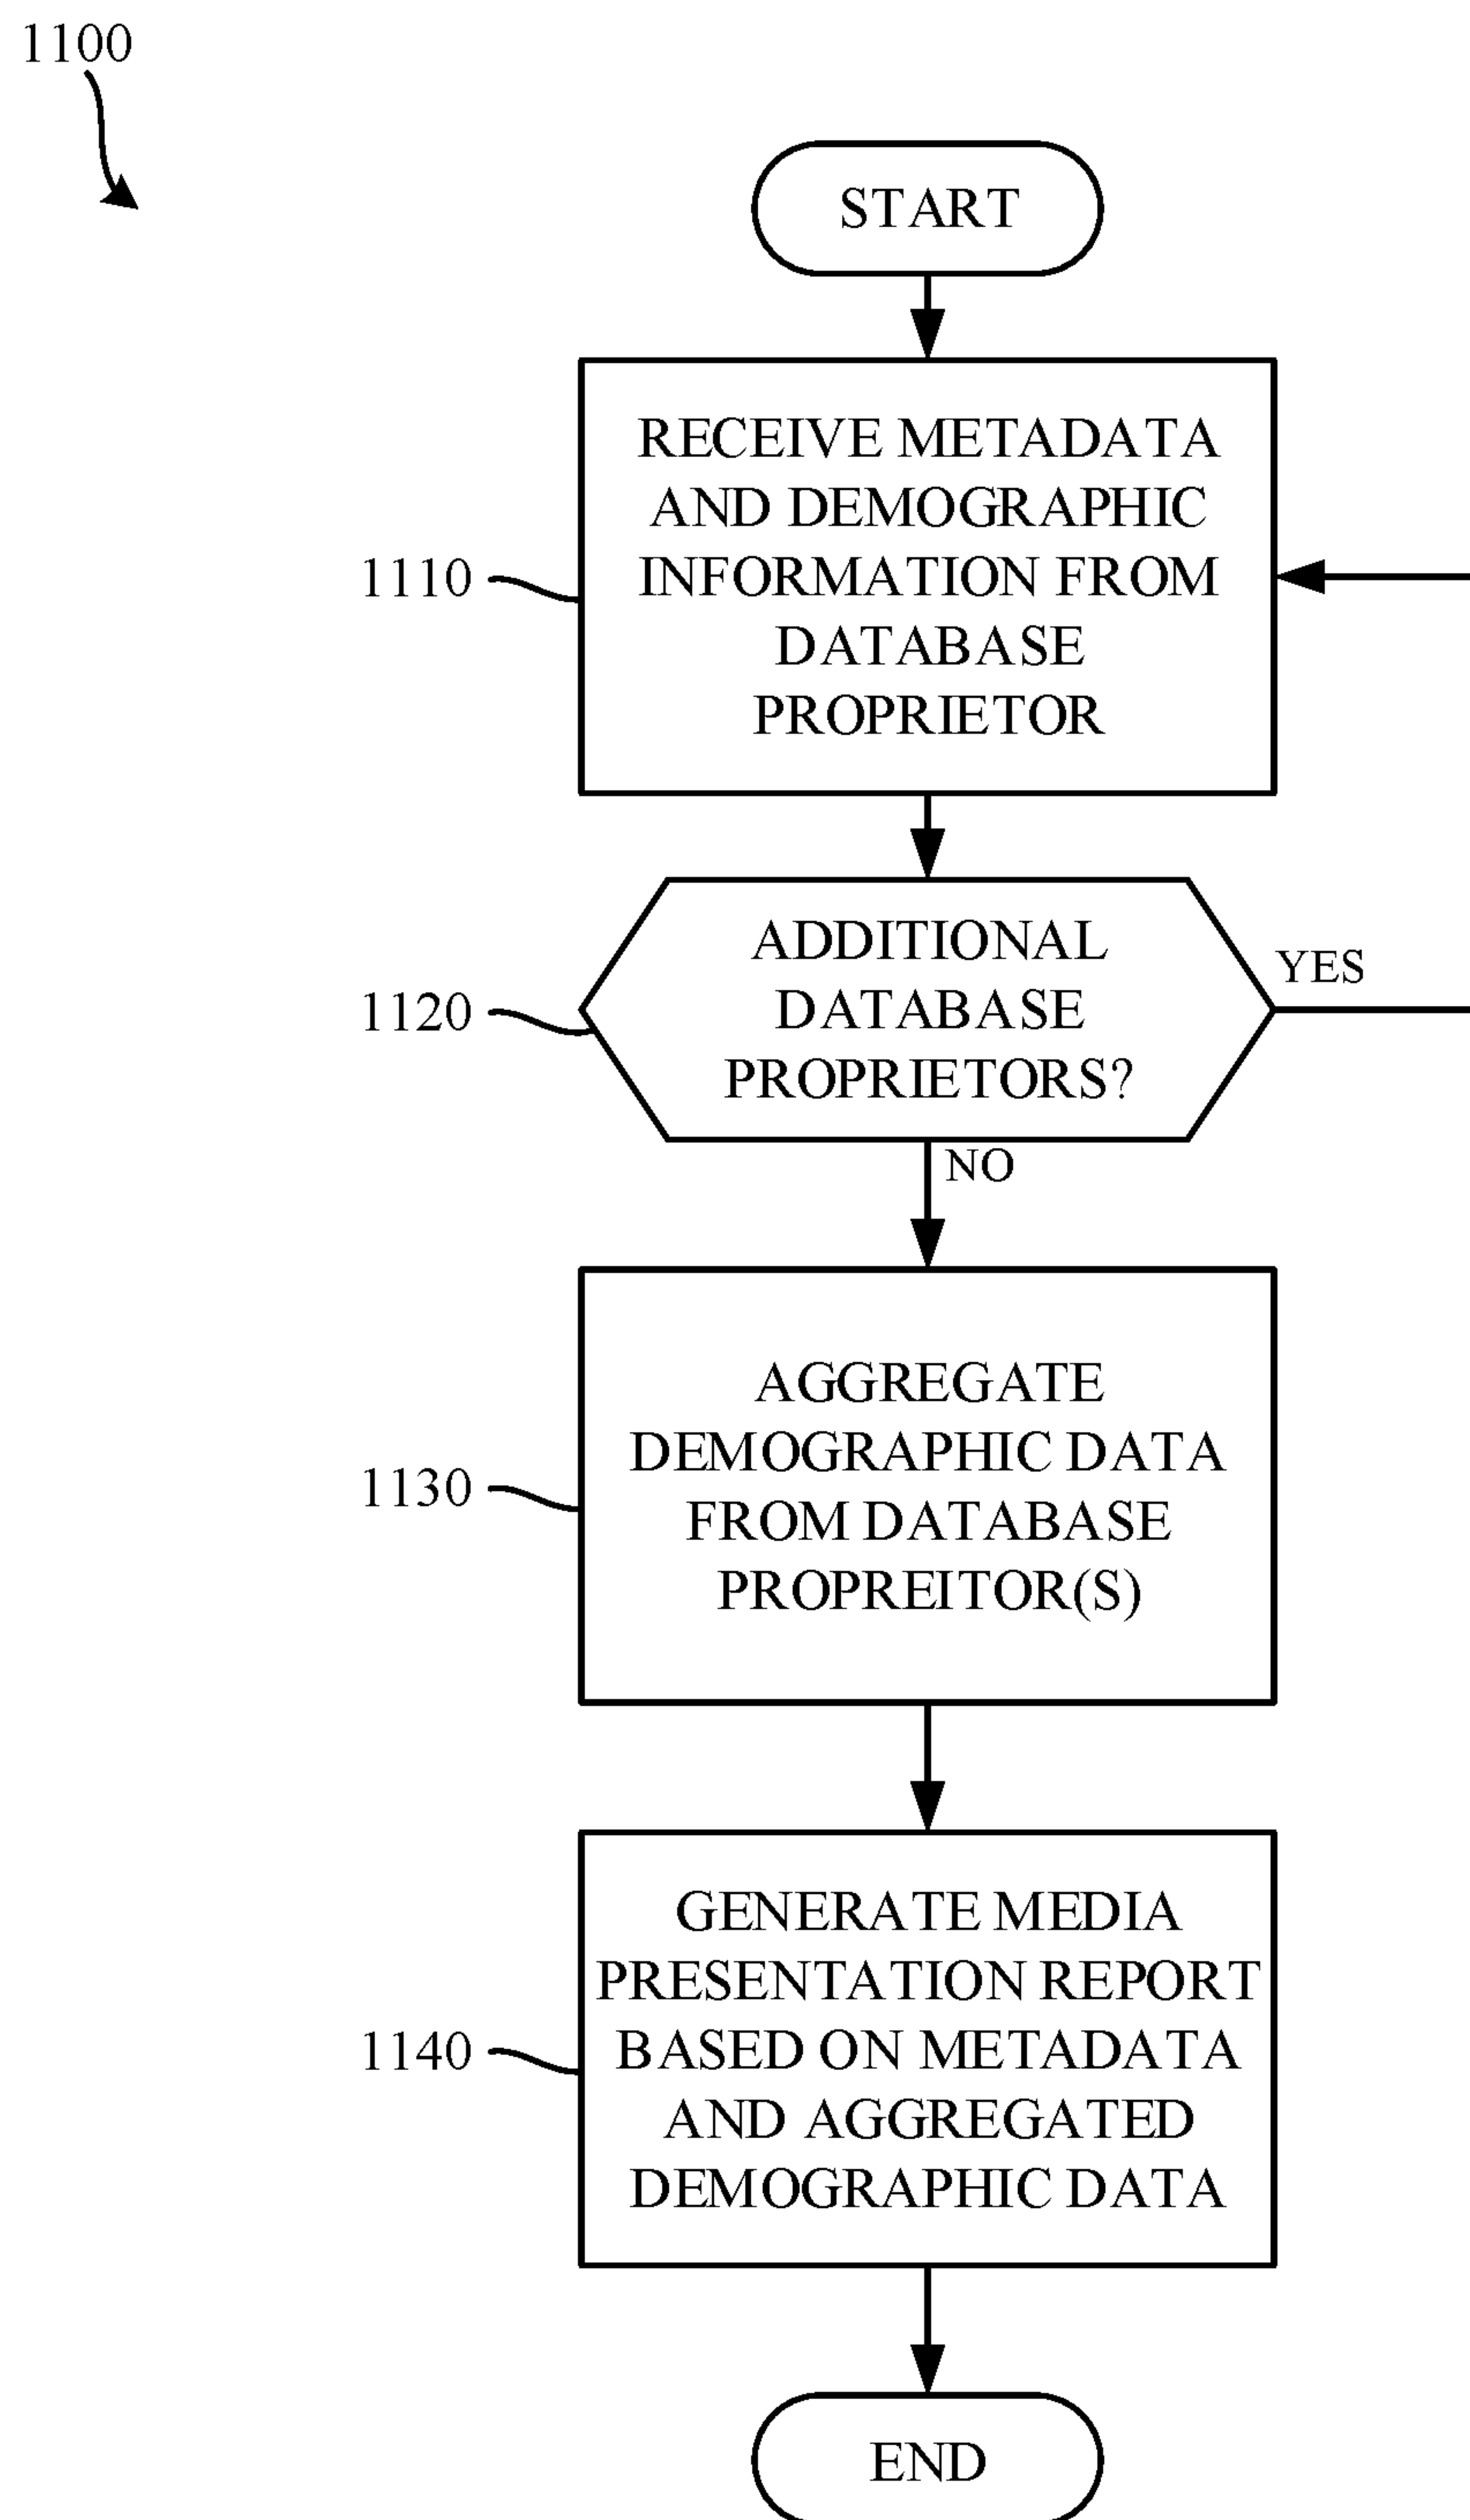 1100
START
RECEIVE METADATA
AND DEMOGRAPHIC
INFORMATION FROM
DATABASE
PROPRIETOR
1110
ADDITIONAL
DATABASE
PROPRIETORS?
1120
YES
NO
AGGREGATE
DEMOGRAPHIC DATA
FROM DATABASE
PROPREITOR(S)
1130
GENERATE MEDIA
PRESENTATION REPORT
BASED ON METADATA
AND AGGREGATED
DEMOGRAPHIC DATA
1140
END